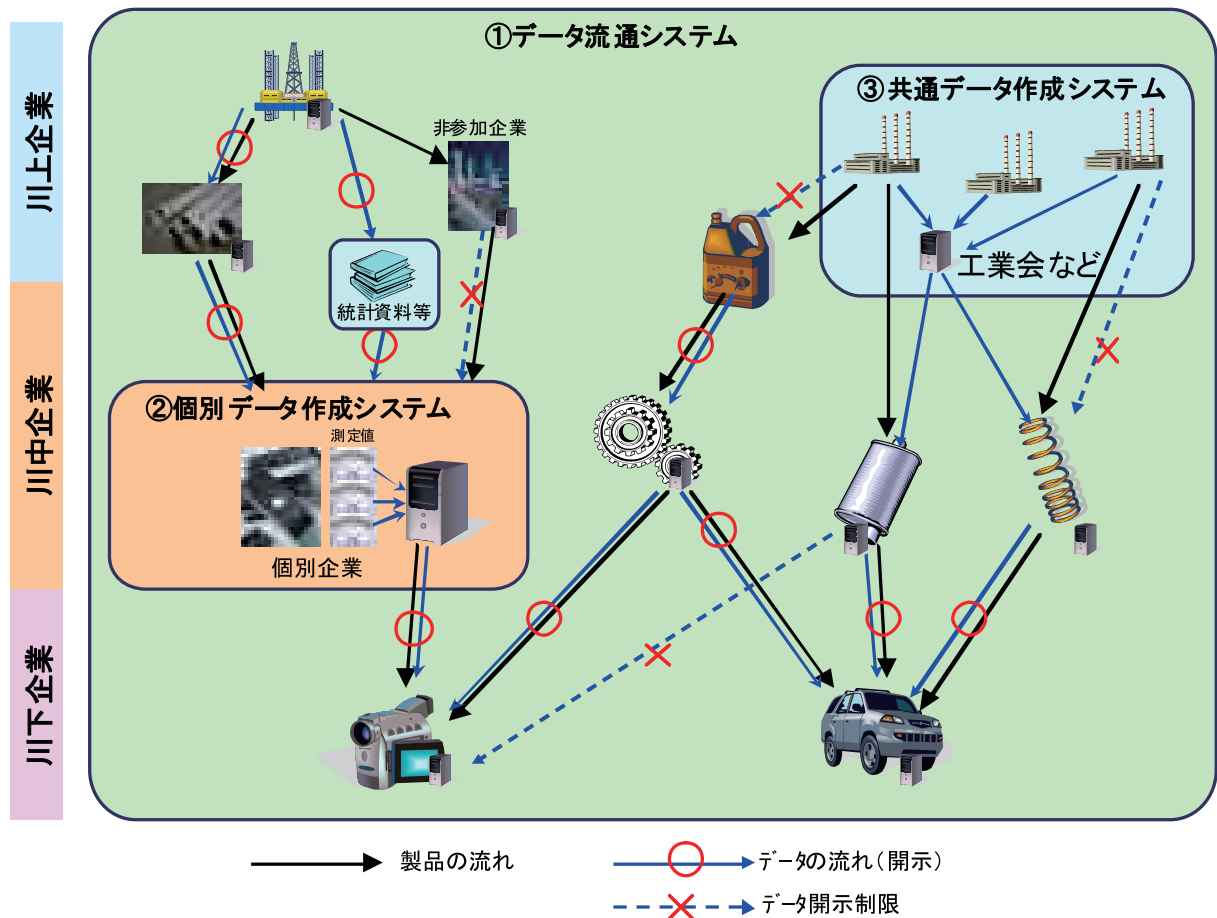 ①データ流通システム
川上企業
川中企業
川下企業
非参加企業
③共通データ作成システム
工業会など
統計資料等
②個別データ作成システム
測定値
個別企業
製品の流れ
データの流れ(開示)
データ開示制限